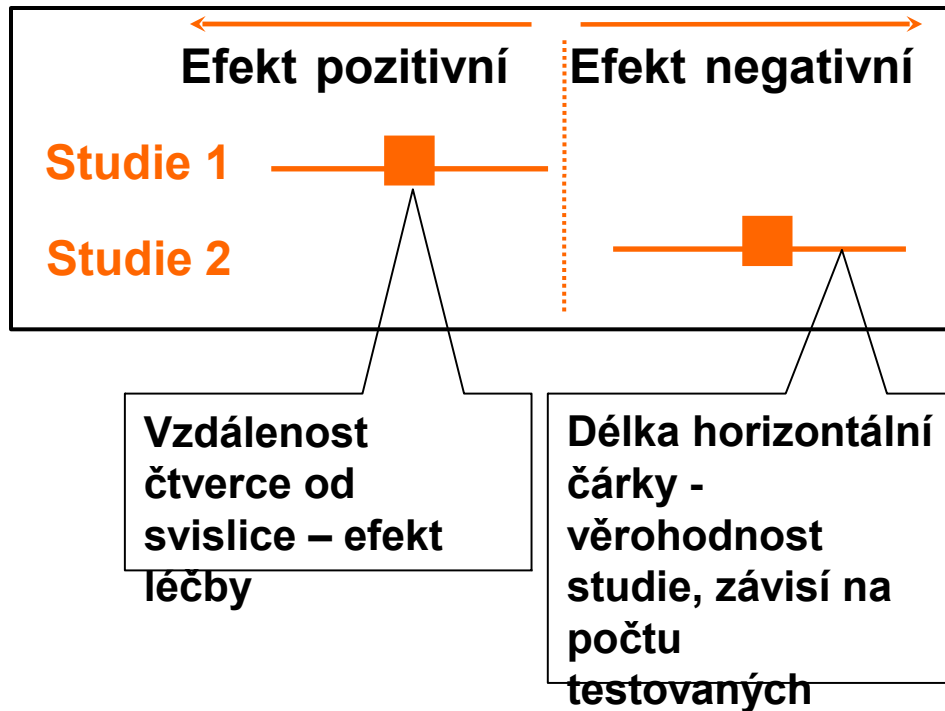 Efekt pozitivní Efekt negativní
Studie 1
Studie 2
Vzdálenost
čtverce od
svislice – efekt
léčby
Délka horizontální
čárky -
věrohodnost
studie, závisí na
počtu
testovaných